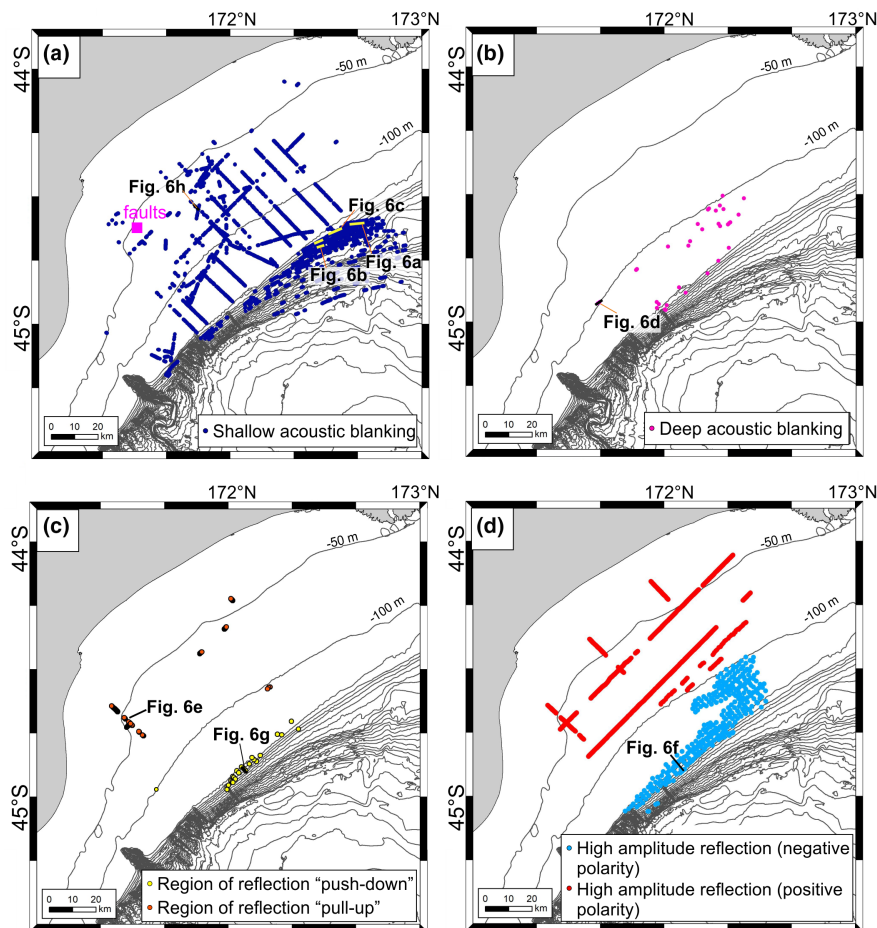 172°N 173°N
(a)
44°S
-50 m
-100 m
Fig. 6h
faults
Fig. 6c
Fig. 6a
Fig. 6b
45°S
0 10 20
km
Shallow acoustic blanking
172°N 173°N
(b)
44°S
-50 m
-100 m
Fig. 6d
45°S
0 10 20
km
Deep acoustic blanking
172°N 173°N
(c)
44°S
-50 m
-100 m
Fig. 6e
Fig. 6g
45°S
0 10 20
km
Region of reflection “push-down”
Region of reflection “pull-up”
172°N 173°N
(d)
44°S
-50 m
-100 m
Fig. 6f
45°S
0 10 20
km
High amplitude reflection (negative
polarity)
High amplitude reflection (positive
polarity)